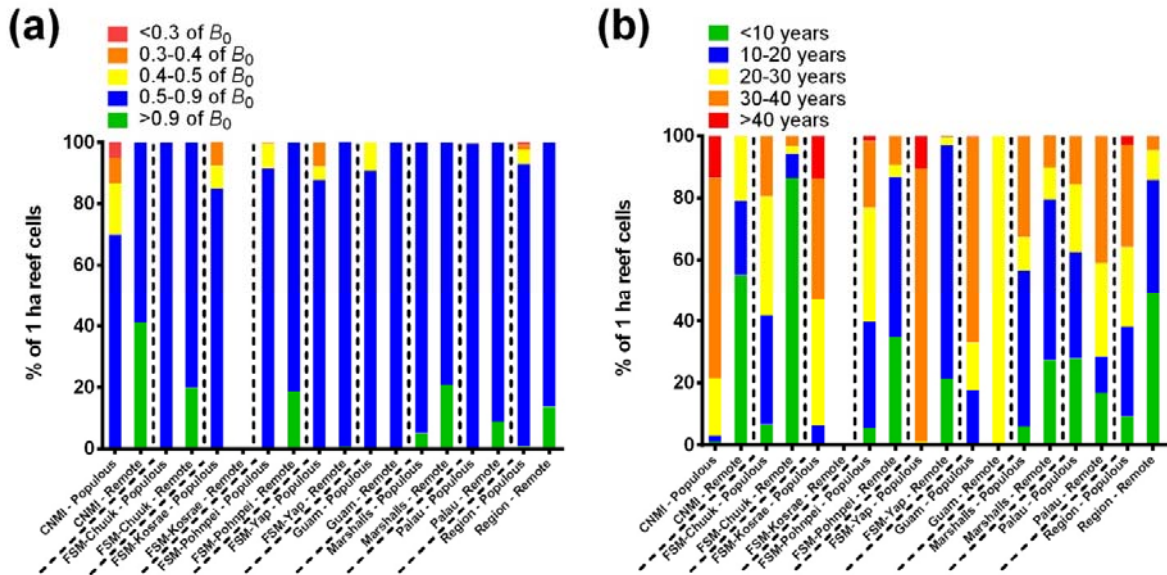 (a)
<0.3 of B0
0.3-0.4 of B0
0.4-0.5 of B0
0.5-0.9 of B0
>0.9 of B0
% of 1 ha reef cells
100
80
60
40
20
0
CNMI - Populous
CNMI - Remote
FSM-Chuuk - Populous
FSM-Chuuk - Remote
FSM-Kosrae - Populous
FSM-Kosrae - Remote
FSM-Pohnpei - Populous
FSM-Pohnpei - Remote
FSM-Yap - Populous
FSM-Yap - Remote
Guam - Populous
Guam - Remote
Marshalls - Populous
Marshalls - Remote
Palau - Populous
Palau - Remote
Region - Populous
Region - Remote
(b)
<10 years
10-20 years
20-30 years
30-40 years
>40 years
% of 1 ha reef cells
100
80
60
40
20
0
CNMI - Populous
CNMI - Remote
FSM-Chuuk - Populous
FSM-Chuuk - Remote
FSM-Kosrae - Populous
FSM-Kosrae - Remote
FSM-Pohnpei - Populous
FSM-Pohnpei - Remote
FSM-Yap - Populous
FSM-Yap - Remote
Guam - Populous
Guam - Remote
Marshalls - Populous
Marshalls - Remote
Palau - Populous
Palau - Remote
Region - Populous
Region - Remote